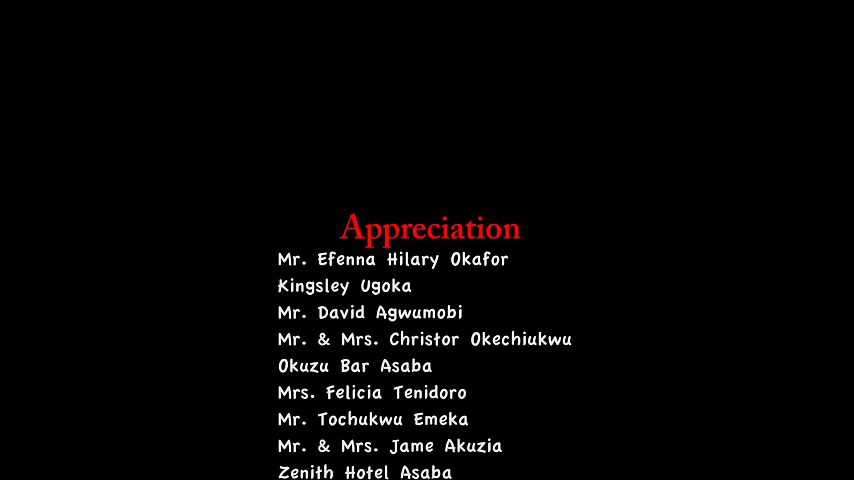 Appreciation
Mr. Efenna Hilary Okafor
Kingsley Ugoka
Mr. David Agwumobi
Mr. & Mrs. Christor Okechiukwu
Okuzu Bar Asaba
Mrs. Felicia Tenidoro
Mr. Tochukwu Emeka
Mr. & Mrs. Jame Akuzia
Zenith Hotel Asaba